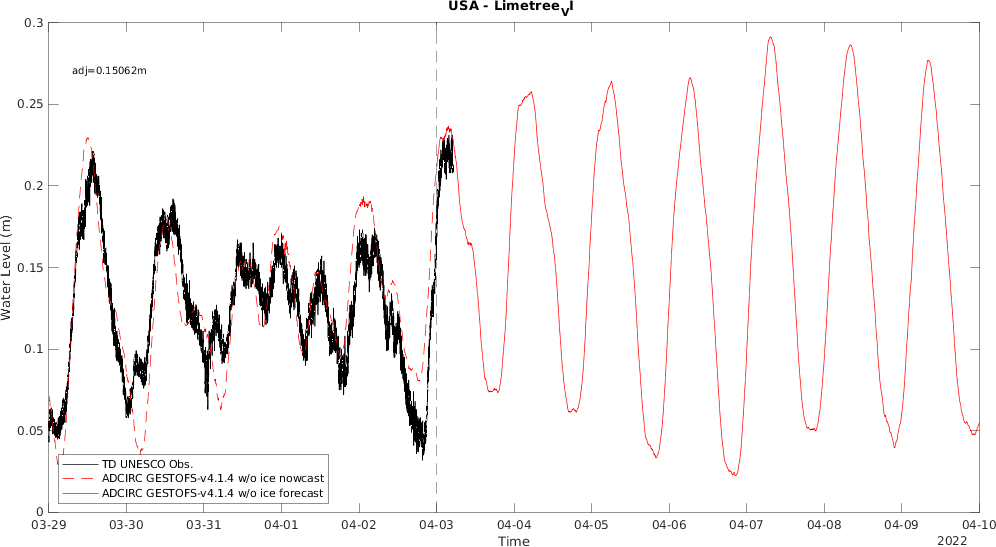 USA - Limetree_VI
adj=0.15062m
0.3
0.25
0.2
0.15
0.1
0.05
0
Water Level (m)
TD UNESCO Obs.
ADCIRC GESTOFS-v4.1.4 w/o ice nowcast
ADCIRC GESTOFS-v4.1.4 w/o ice forecast
03-29 03-30 03-31 04-01 04-02 04-03 04-04 04-05 04-06 04-07 04-08 04-09 04-10
Time
2022